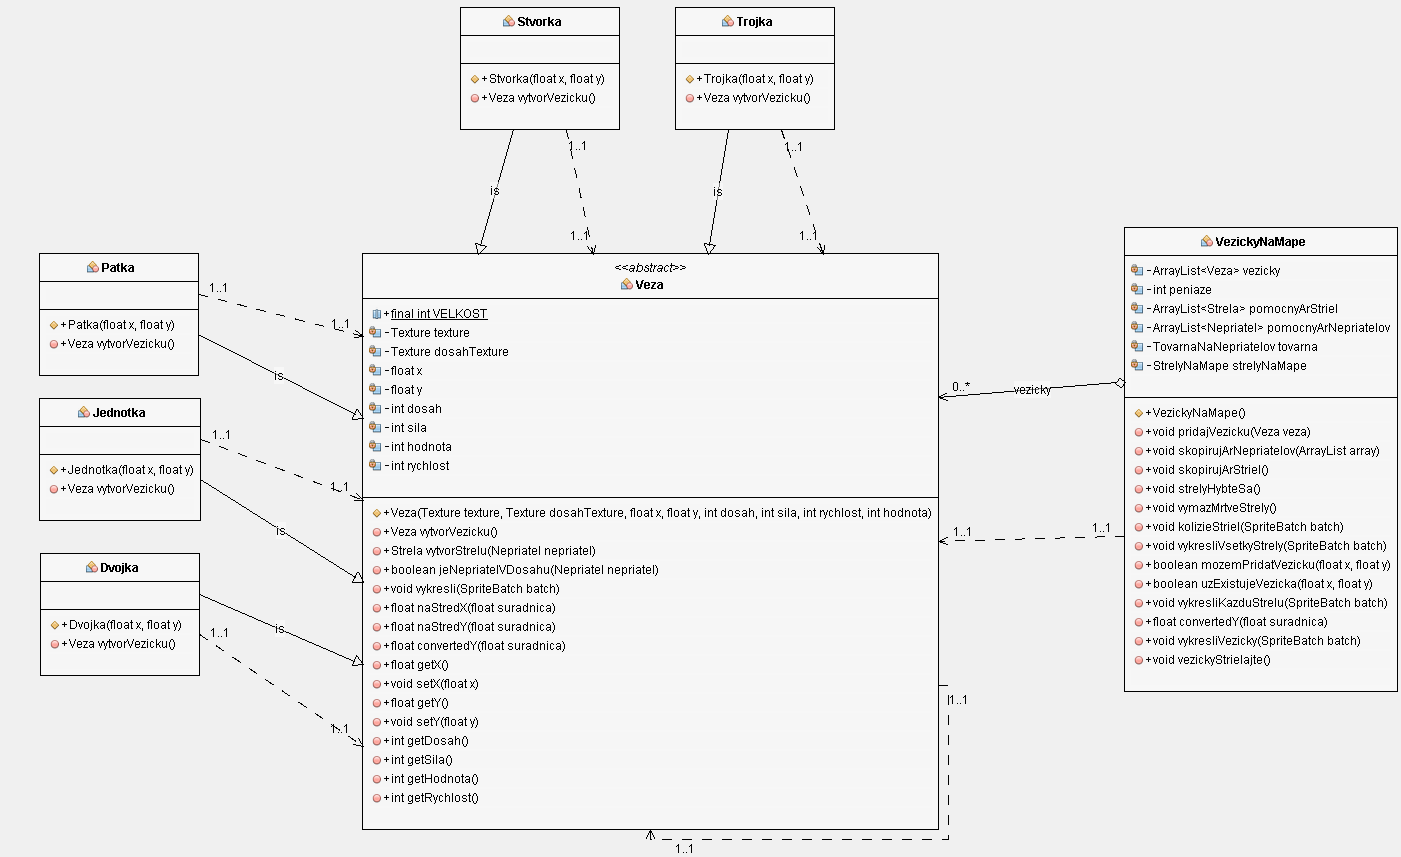 Stvorka
+Stvorka(float x, float y)
+Veza vytvorVezicku()
Trojka
+Trojka(float x, float y)
+Veza vytvorVezicku()
1..1
1..1
is
is
1..1
1..1
Patka
+Patka(float x, float y)
+Veza vytvorVezicku()
1..1
1..1
is
Jednotka
+Jednotka(float x, float y)
+Veza vytvorVezicku()
1..1
1..1
is
Dvojka
+Dvojka(float x, float y)
+Veza vytvorVezicku()
is
1..1
1..1
<<abstract>>
Veza
+final int VELKOST
-Texture texture
-Texture dosahTexture
-float x
-float y
-int dosah
-int sila
-int hodnota
-int rychlost
+Veza(Texture texture, Texture dosahTexture, float x, float y, int dosah, int sila, int rychlost, int hodnota)
+Veza vytvorVezicku()
+Strela vytvorStrelu(Nepriatel nepriatel)
+boolean jeNepriatelVDosahu(Nepriatel nepriatel)
+void vykresli(SpriteBatch batch)
+float naStredX(float suradnica)
+float naStredY(float suradnica)
+float convertedY(float suradnica)
+float getX()
+void setX(float x)
+float getY()
+void setY(float y)
+int getDosah()
+int getSila()
+int getHodnota()
+int getRychlost()
1..1
1..1
0..*
vezicky
1..1
1..1
VezickyNaMape
-ArrayList<Veza> vezicky
-int peniaze
-ArrayList<Strela> pomocnyArStriel
-ArrayList<Nepriatel> pomocnyArNepriatelov
-TovarnaNaNepriatelov tovarna
-StrelyNaMape strelyNaMape
+VezickyNaMape()
+void pridajVezicku(Veza veza)
+void skopirujArNepriatelov(ArrayList array)
+void skopirujArStriel()
+void strelyHybteSa()
+void vymazMrtveStrely()
+void kolizieStriel(SpriteBatch batch)
+void vykresliVsetkyStrely(SpriteBatch batch)
+boolean mozemPridatVezicku(float x, float y)
+boolean uzExistujeVezicka(float x, float y)
+void vykresliKazduStrelu(SpriteBatch batch)
+float convertedY(float suradnica)
+void vykresliVezicky(SpriteBatch batch)
+void vezickyStrielajte()